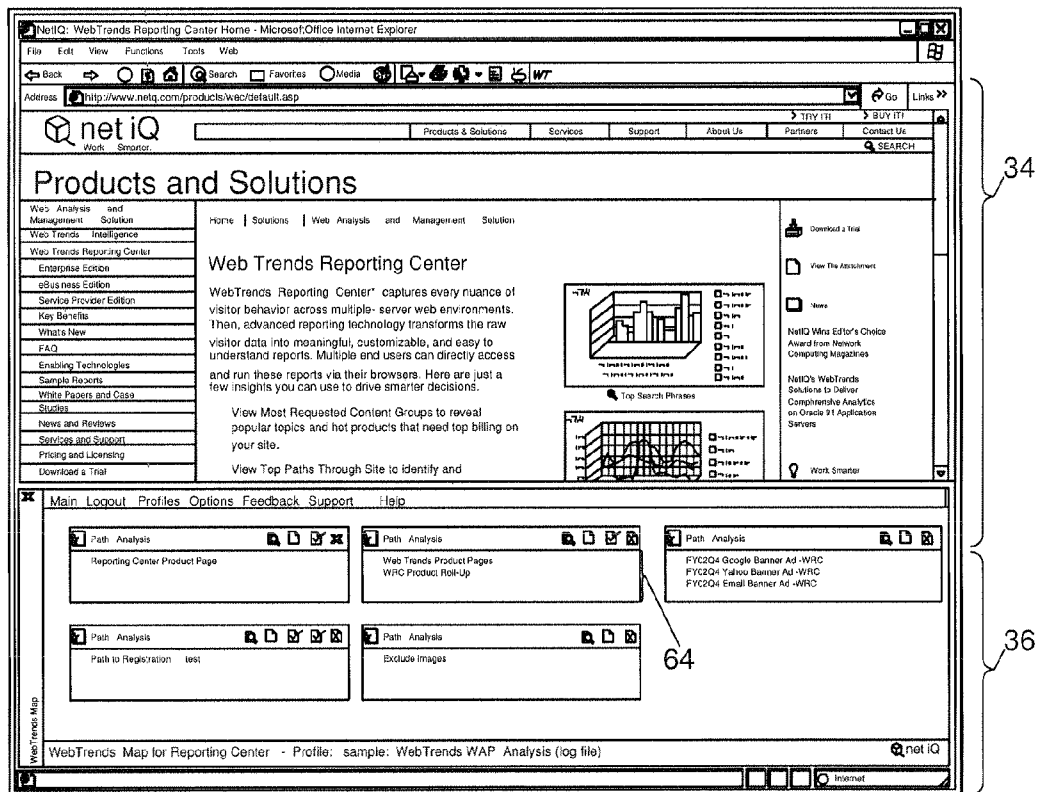 NetIQ: WebTrends Reporting Center Home - Microsoft;Office Internet Explorer
File Edit View Functions Tools Web
Back Search Favorites Media WT
Address http://www.netq.com/products/wec/default.asp Go Links »
TRY IT! BUY IT!
net iQ Products & Solutions Services Support About Us Partners Contact Us
Work Smarter. SEARCH
Products and Solutions
Web Analysis and
Management Solution
Web Trends Intelligence
Web Trends Reporting Center
Enterprise Edition
eBusiness Edition
Service Provider Edition
Key Benefits
What's New
FAQ
Enabling Technologies
Sample Reports
White Papers and Case
Studies
News and Reviews
Services and Support
Pricing and Licensing
Download a Trial
Home | Solutions | Web Analysis and Management Solution
Web Trends Reporting Center
WebTrends Reporting Center* captures every nuance of
visitor behavior across multiple- server web environments.
Then, advanced reporting technology transforms the raw
visitor data into meaningful, customizable, and easy to
understand reports. Multiple end users can directly access
and run these reports via their browsers. Here are just a
few insights you can use to drive smarter decisions.
View Most Requested Content Groups to reveal
popular topics and hot products that need top billing on
your site.
View Top Paths Through Site to identify and
Top Search Phrases
Download a Trial
View The Attachment
News
NetIQ Wins Editor's Choice
Award from Network
Computing Magazines
NetIQ's WebTrends
Solutions to Deliver
Comphrensive Analytics
on Oracle 91 Application
Servers
Work Smarter
34
Main Logout Profiles Options Feedback Support Help
Path Analysis
Reporting Center Product Page
Path Analysis
Web Trends Product Pages
WRC Product Roll-Up
Path Analysis
FYC2Q4 Google Banner Ad -WRC
FYC2Q4 Yahoo Banner Ad -WRC
FYC2Q4 Email Banner Ad -WRC
Path Analysis
Path to Registration test
Path Analysis
Exclude Images
64
36
WebTrends Map
WebTrends Map for Reporting Center - Profile: sample: WebTrends WAP Analysis (log file) net iQ
Internet